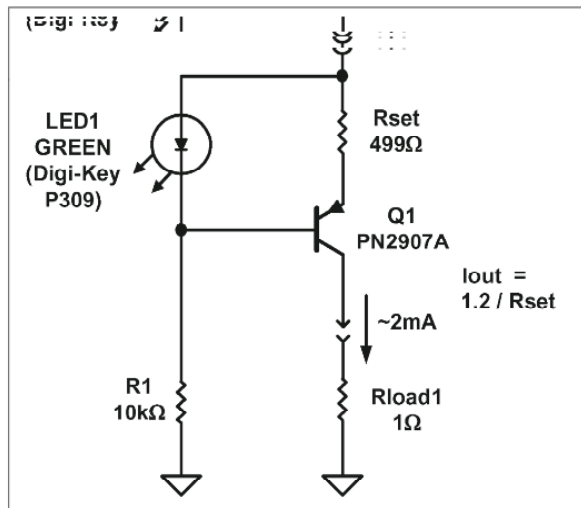 LED1
GREEN
(Digi-Key
P309)
Rset
499Ω
Q1
PN2907A
Iout =
1.2 / Rset
~2mA
R1
10kΩ
Rload1
1Ω